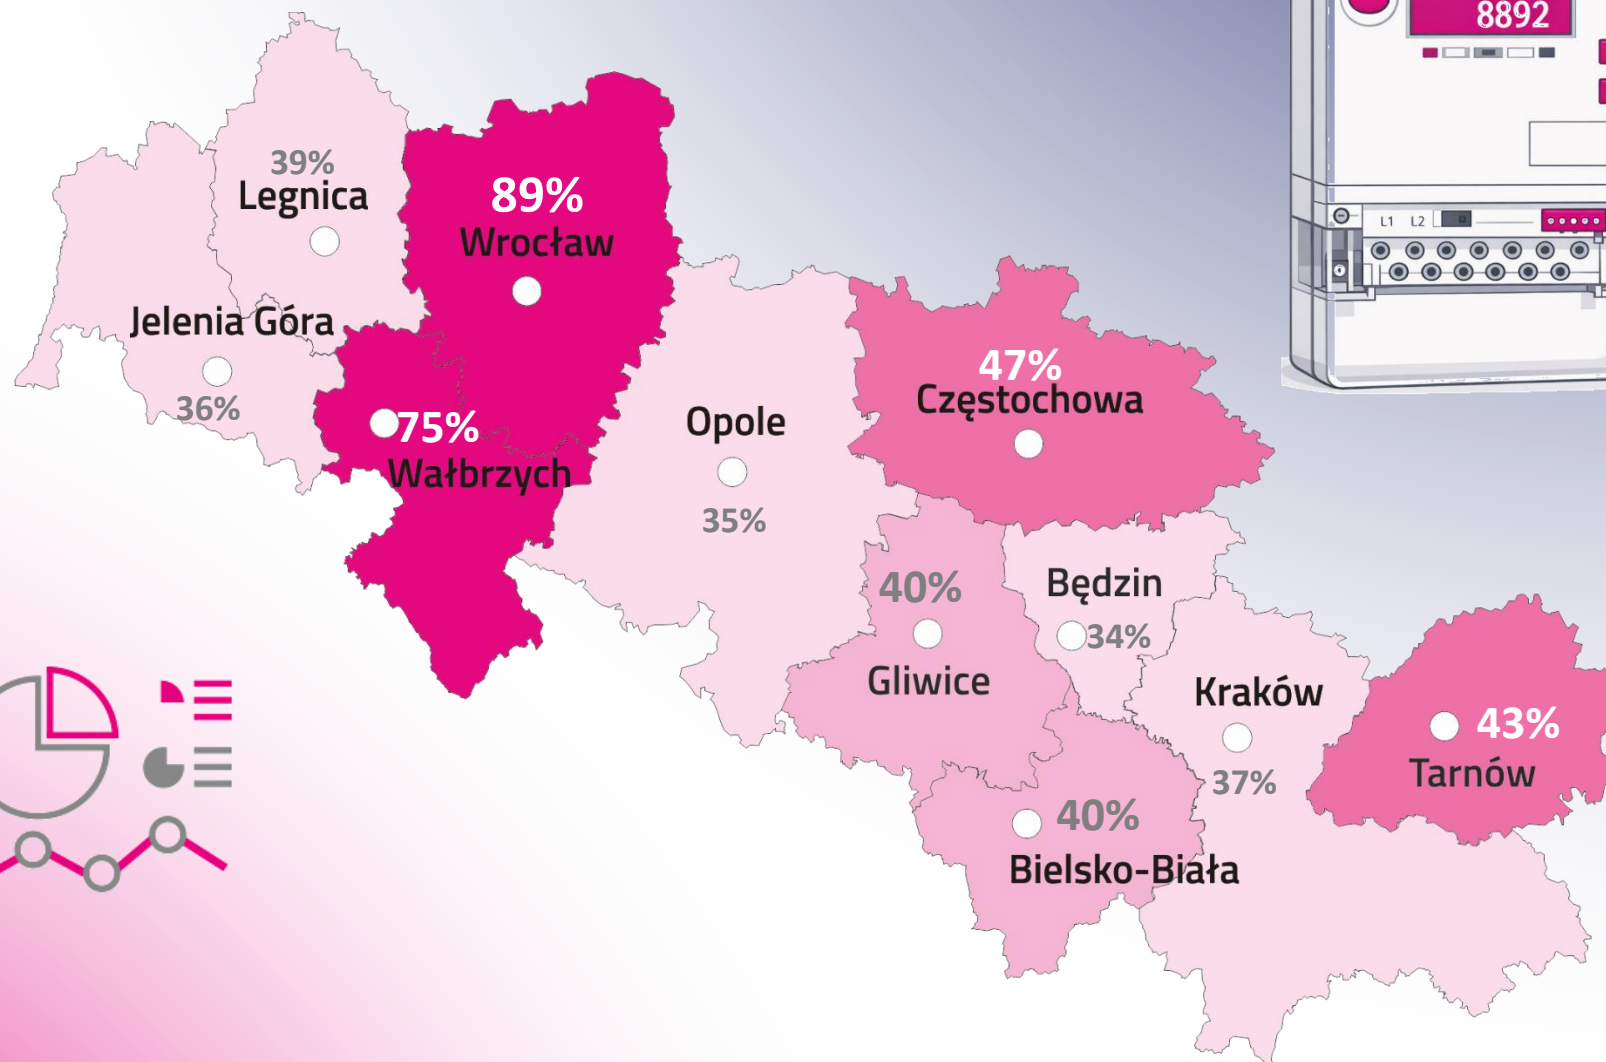 8892
L1 L2
39%
Legnica
89%
Wrocław
Jelenia Góra
36%
75%
Wałbrzych
Opole
35%
47%
Częstochowa
40%
Gliwice
Będzin
34%
Kraków
37%
43%
Tarnów
40%
Bielsko-Biała